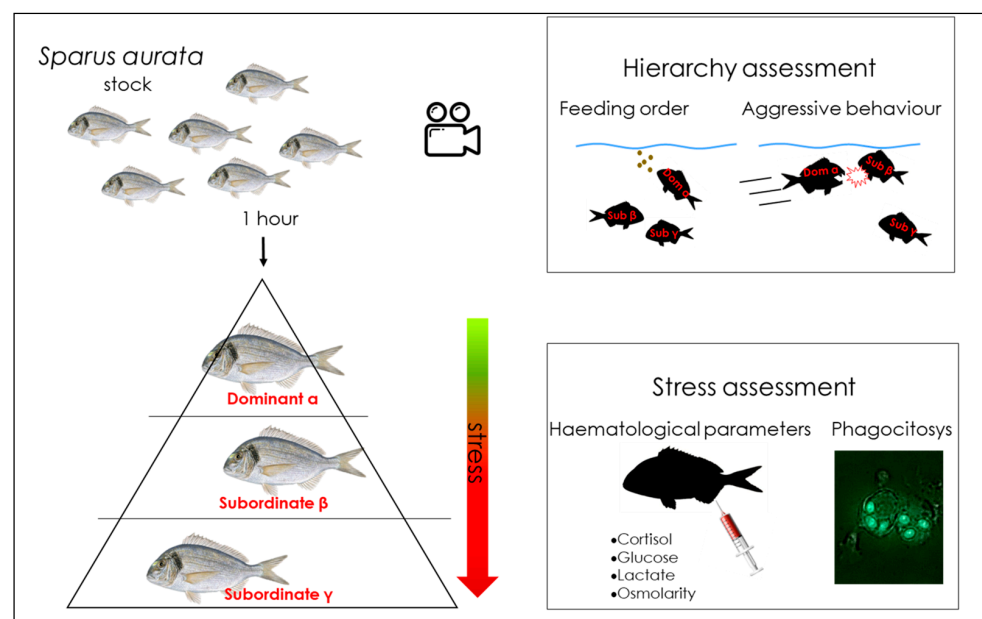 Sparus aurata
stock
1 hour
Dominant α
Subordinate β
Subordinate γ
stress
Hierarchy assessment
Feeding order
Aggressive behaviour
Dom α
Sub β
Sub γ
Dom α
Sub β
Sub γ
Stress assessment
Haematological parameters
Phagocitosys
•Cortisol
•Glucose
•Lactate
•Osmolarity